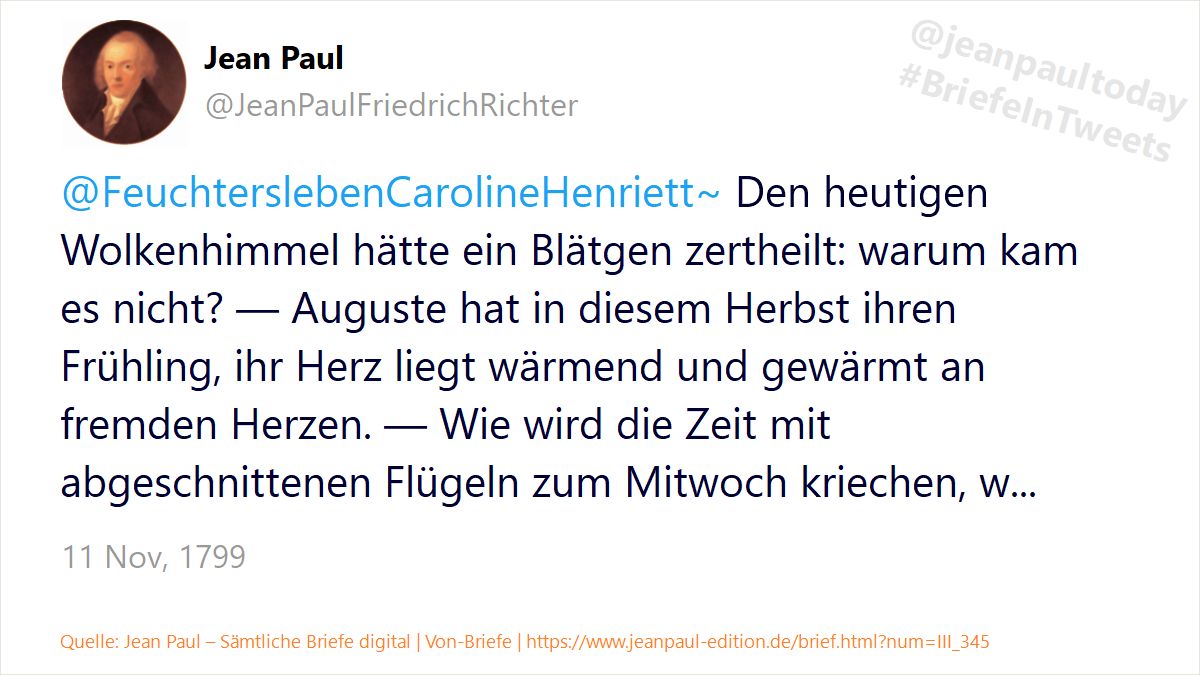 Jean Paul
@JeanPaulFriedrichRichter
@jeanpaultoday
#BriefeInTweets
@FeuchterslebenCarolineHenriett~ Den heutigen
Wolkenhimmel hätte ein Blätgen zertheilt: warum kam
es nicht? — Auguste hat in diesem Herbst ihren
Frühling, ihr Herz liegt wärmend und gewärmt an
fremden Herzen. — Wie wird die Zeit mit
abgeschnittenen Flügeln zum Mitwoch kriechen, w...
11 Nov, 1799
Quelle: Jean Paul – Sämtliche Briefe digital | Von-Briefe | https://www.jeanpaul-edition.de/brief.html?num=III_345